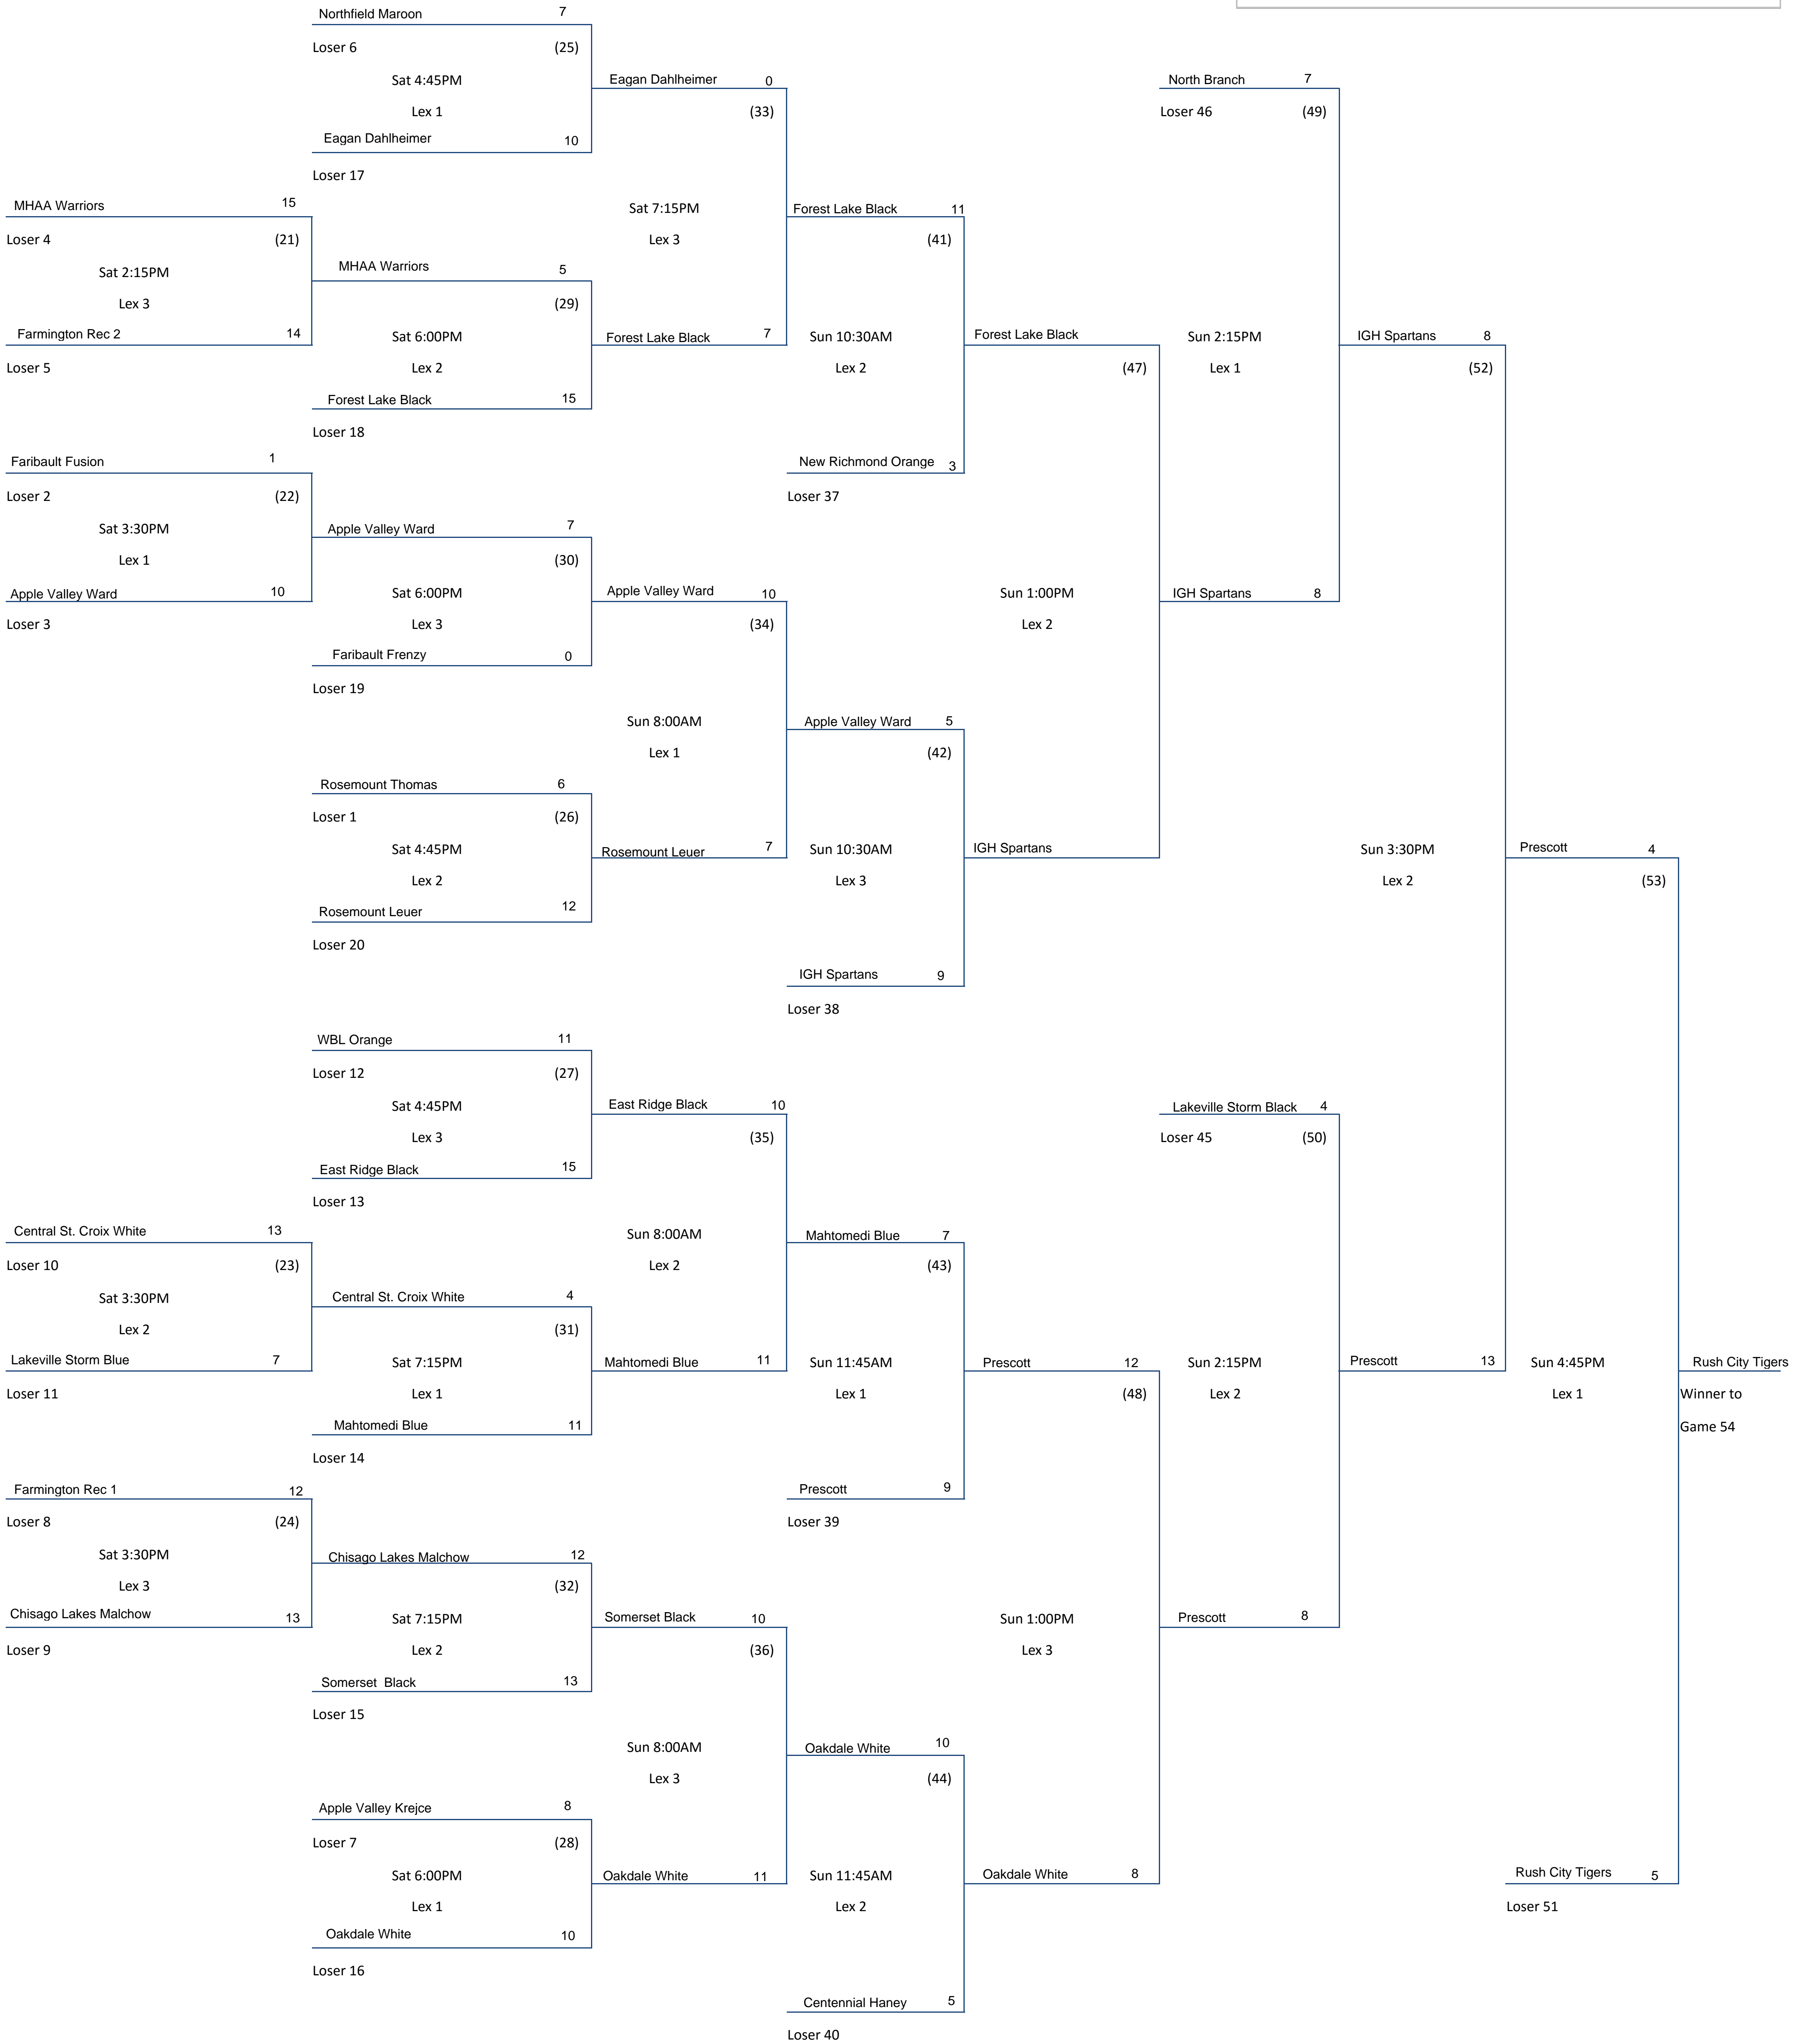 Northfield Maroon 7
Loser 6 (25)
Sat 4:45PM
Lex 1
Eagan Dahlheimer 10
Loser 17
MHAA Warriors 15
Loser 4 (21)
Sat 2:15PM
Lex 3
Farmington Rec 2 14
Loser 5
MHAA Warriors 5
(29)
Sat 6:00PM
Lex 2
Forest Lake Black 15
Loser 18
Faribault Fusion 1
Loser 2 (22)
Sat 3:30PM
Lex 1
Apple Valley Ward 10
Loser 3
Apple Valley Ward 7
(30)
Sat 6:00PM
Lex 3
Faribault Frenzy 0
Loser 19
Rosemount Thomas 6
Loser 1 (26)
Sat 4:45PM
Lex 2
Rosemount Leuer 12
Loser 20
WBL Orange 11
Loser 12 (27)
Sat 4:45PM
Lex 3
East Ridge Black 15
Loser 13
Central St. Croix White 13
Loser 10 (23)
Sat 3:30PM
Lex 2
Lakeville Storm Blue 7
Loser 11
Central St. Croix White 4
(31)
Sat 7:15PM
Lex 1
Mahtomedi Blue 11
Loser 14
Farmington Rec 1 12
Loser 8 (24)
Sat 3:30PM
Lex 3
Chisago Lakes Malchow 13
Loser 9
Chisago Lakes Malchow 12
(32)
Sat 7:15PM
Lex 2
Somerset  Black 13
Loser 15
Apple Valley Krejce 8
Loser 7 (28)
Sat 6:00PM
Lex 1
Oakdale White 10
Loser 16
Eagan Dahlheimer 0
(33)
Sat 7:15PM
Lex 3
Forest Lake Black 7
Apple Valley Ward 10
(34)
Sun 8:00AM
Lex 1
Rosemount Leuer 7
East Ridge Black 10
(35)
Sun 8:00AM
Lex 2
Mahtomedi Blue 11
Somerset Black 10
(36)
Sun 8:00AM
Lex 3
Oakdale White 11
Forest Lake Black 11
(41)
Sun 10:30AM
Lex 2
New Richmond Orange 3
Loser 37
Apple Valley Ward 5
(42)
Sun 10:30AM
Lex 3
IGH Spartans 9
Loser 38
Mahtomedi Blue 7
(43)
Sun 11:45AM
Lex 1
Prescott 9
Loser 39
Oakdale White 10
(44)
Sun 11:45AM
Lex 2
Centennial Haney 5
Loser 40
Forest Lake Black
(47)
Sun 1:00PM
Lex 2
IGH Spartans
Prescott 12
(48)
Sun 1:00PM
Lex 3
Oakdale White 8
North Branch 7
Loser 46 (49)
Sun 2:15PM
Lex 1
IGH Spartans 8
Lakeville Storm Black 4
Loser 45 (50)
Sun 2:15PM
Lex 2
Prescott 8
IGH Spartans 8
(52)
Sun 3:30PM
Lex 2
Prescott 13
Prescott 4
(53)
Sun 4:45PM
Lex 1
Rush City Tigers 5
Loser 51
Rush City Tigers
Winner to
Game 54